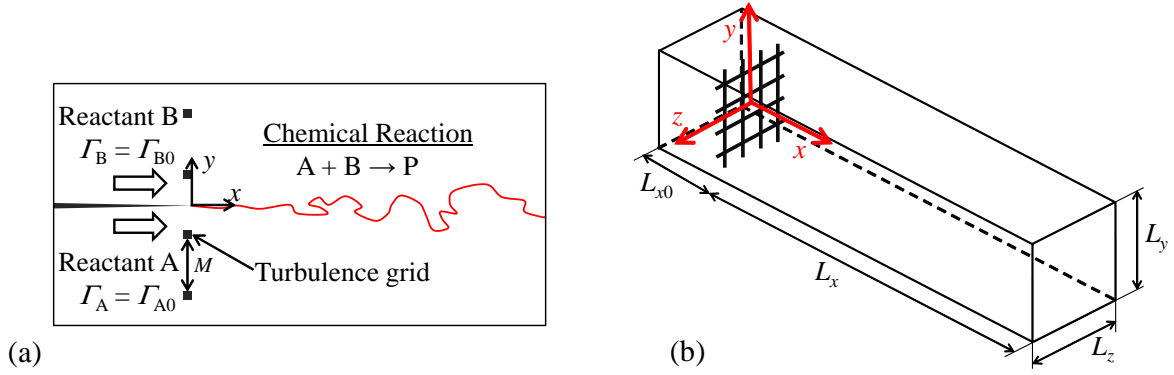 Reactant B
Γ_B = Γ_B0
Chemical Reaction
A + B → P
y
x
Reactant A
M
Turbulence grid
Γ_A = Γ_A0
(a)
y
z
x
L_x0
L_x
L_y
L_z
(b)